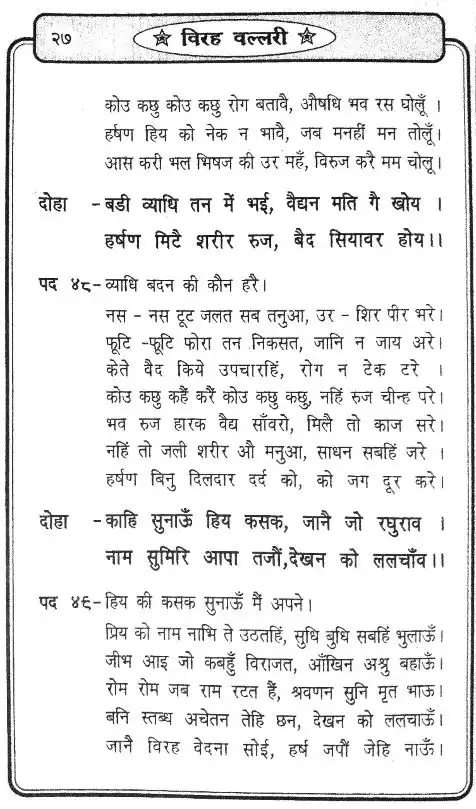 २७
☆ विरह वल्लरी ☆
कोउ कछु कोउ कछु रोग बतावै, औषधि भव रस घोलूँ ।
हर्षण हिय को नेक न भावै, जब मनहीं मन तोलूँ।
आस करी भल भिषज की उर महँ, विरुज करै मम चोलू।
दोहा -बडी व्याधि तन में भई, वैद्यन मति गै खोय ।
हर्षण मिटै शरीर रुज, बैद सियावर होय।।
पद ४८-व्याधि बदन की कौन हरै।
नस - नस टूट जलत सब तनुआ, उर - शिर पीर भरे।
फूटि -फूटि फोरा तन निकसत, जानि न जाय अरे।
केते वैद किये उपचारहिं, रोग न टेक टरे ।
कोउ कछु कहैं करैं कोउ कछु कछु, नहिं रुज चीन्ह परे।
भव रुज हारक वैद्य साँवरो, मिलै तो काज सरे।
नहिं तो जली शरीर औ मनुआ, साधन सबहिं जरे ।
हर्षण बिनु दिलदार दर्द को, को जग दूर करे।
दोहा -काहि सुनाऊँ हिय कसक, जानै जो रघुराव ।
नाम सुमिरि आपा तजौं,देखन को ललचाँव।।
पद ४९-हिय की कसक सुनाऊँ मैं अपने।
प्रिय को नाम नाभि ते उठतहिं, सुधि बुधि सबहिं भुलाऊँ।
जीभ आइ जो कबहुँ विराजत, आँखिन अश्रु बहाऊँ।
रोम रोम जब राम रटत हैं, श्रवणन सुनि मृत भाऊ।
बनि स्तब्ध अचेतन तेहि छन, देखन को ललचाऊँ।
जानै विरह वेदना सोई, हर्ष जपौं जेहि नाऊँ।